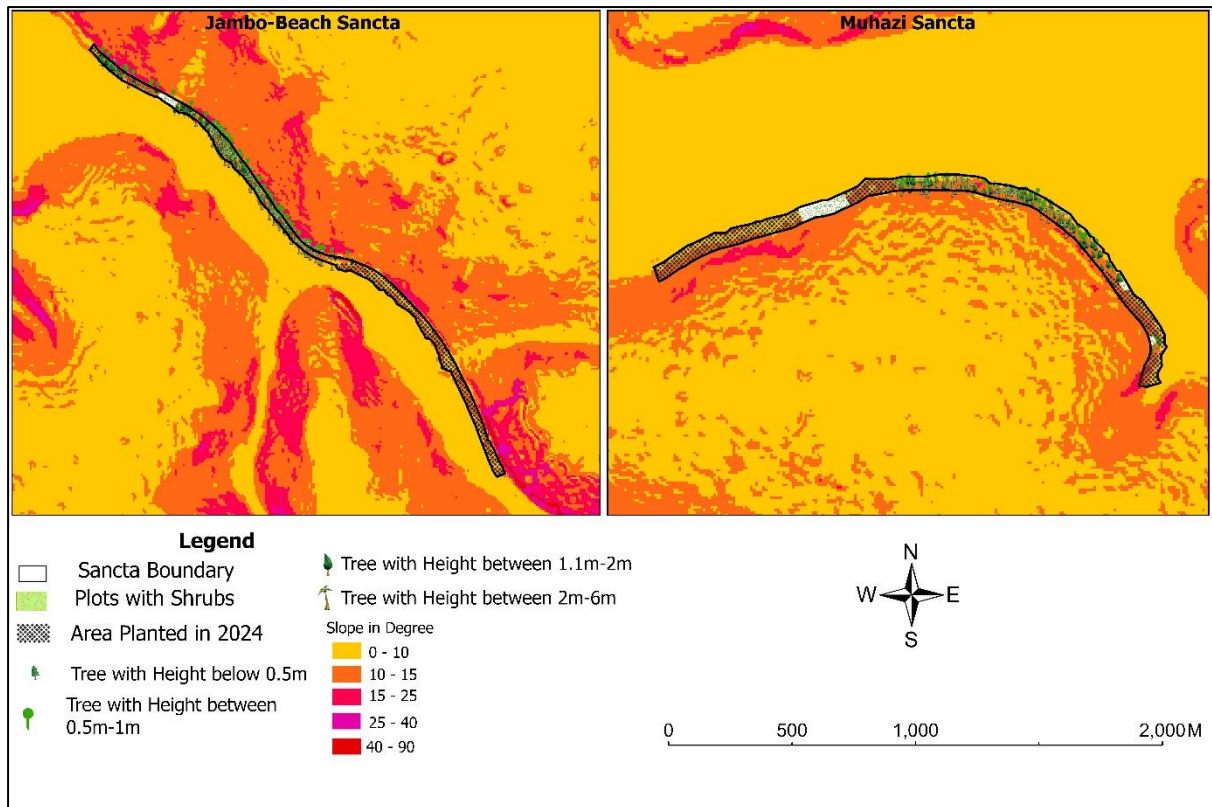 Jambo-Beach Sancta
Muhazi Sancta
Legend
Sancta Boundary
Plots with Shrubs
Area Planted in 2024
Tree with Height below 0.5m
Tree with Height between
0.5m-1m
Tree with Height between 1.1m-2m
Tree with Height between 2m-6m
Slope in Degree
0 - 10
10 - 15
15 - 25
25 - 40
40 - 90
N
W E
S
0 500 1,000 2,000M